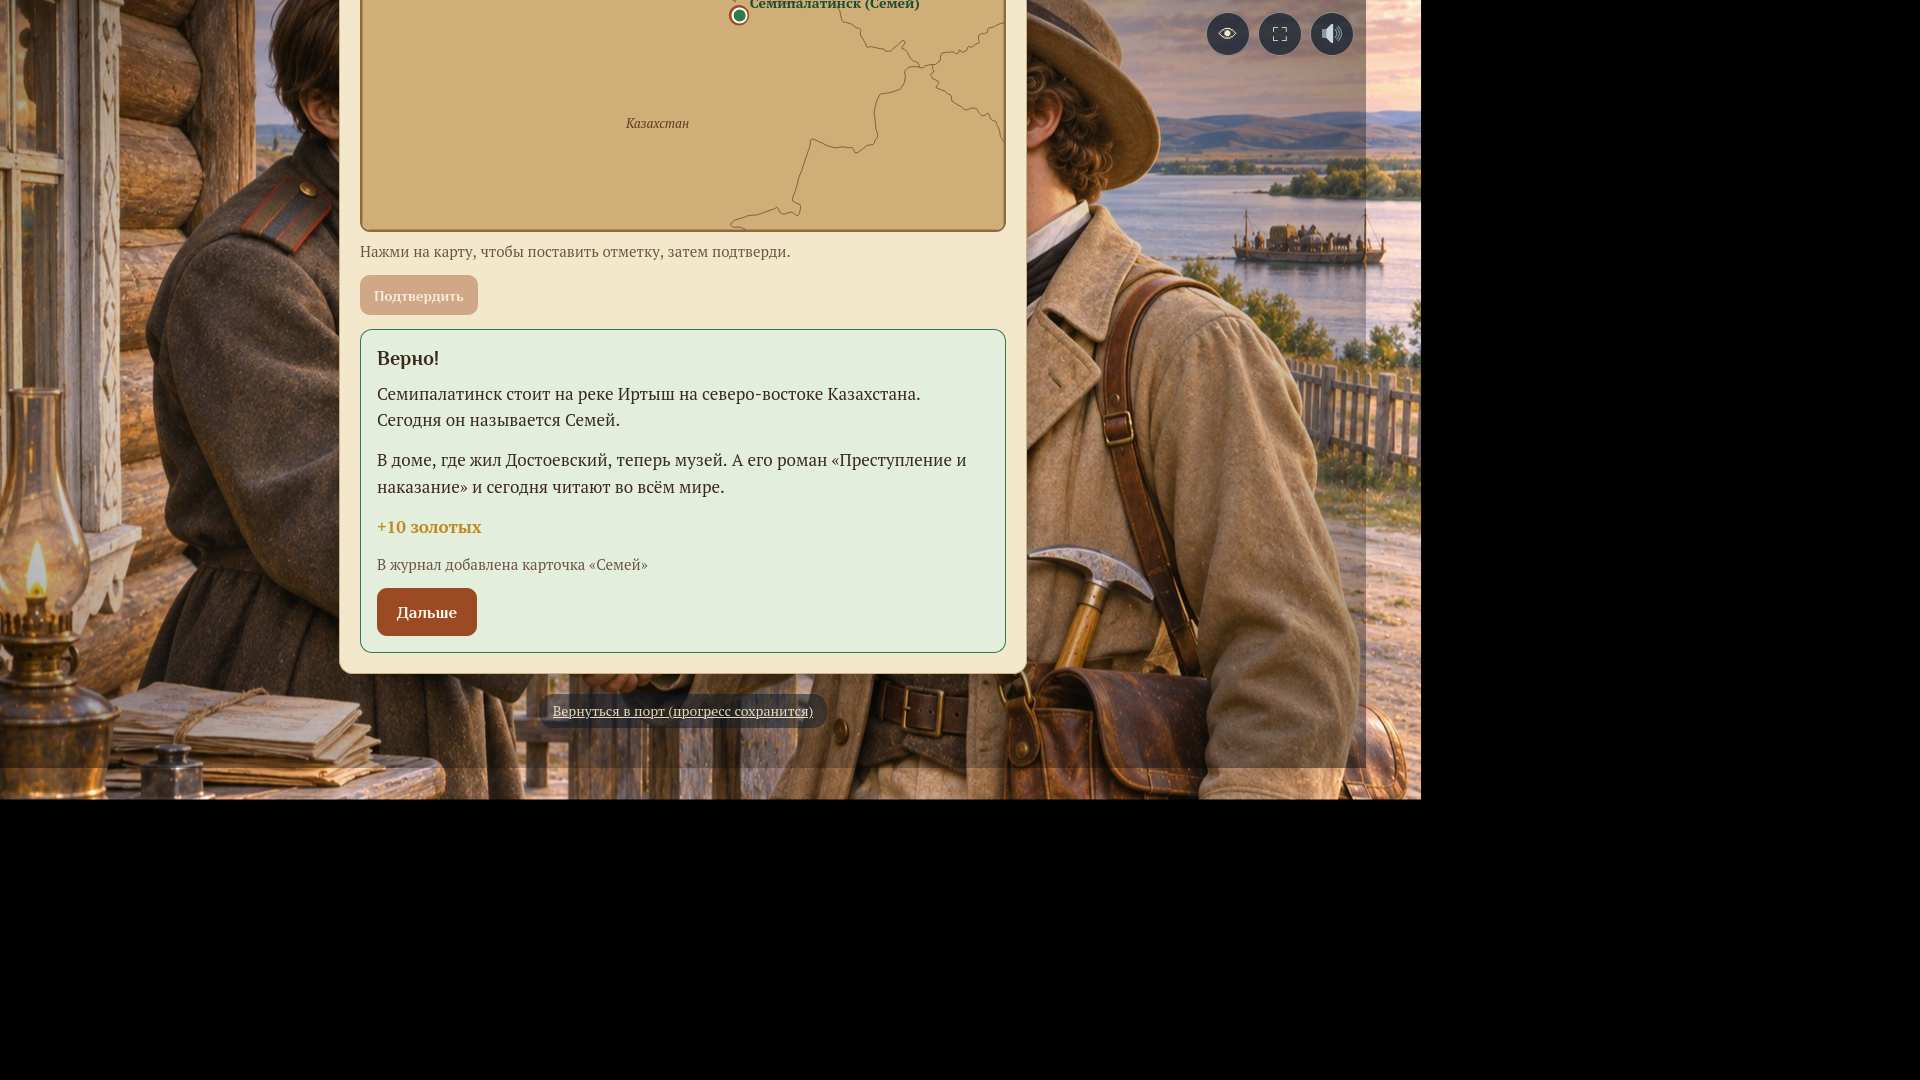 Семипалатинск (Семей)
Казахстан
Нажми на карту, чтобы поставить отметку, затем подтверди.
Подтвердить
Верно!
Семипалатинск стоит на реке Иртыш на северо-востоке Казахстана.
Сегодня он называется Семей.
В доме, где жил Достоевский, теперь музей. А его роман «Преступление и
наказание» и сегодня читают во всём мире.
+10 золотых
В журнал добавлена карточка «Семей»
Дальше
Вернуться в порт (прогресс сохранится)